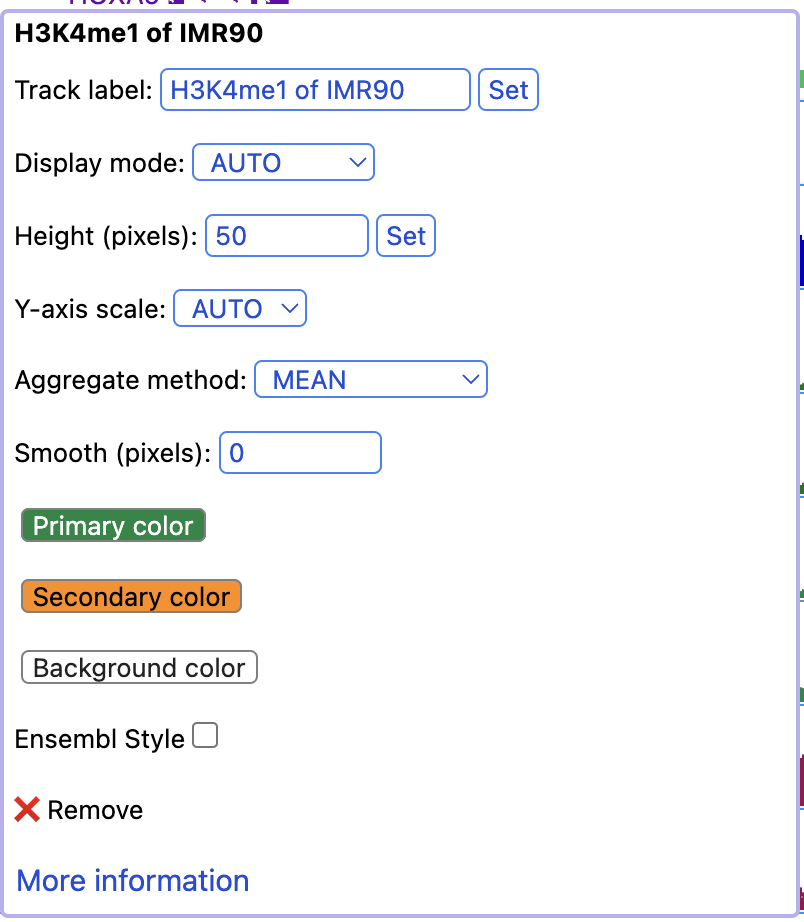 H3K4me1 of IMR90
Track label: H3K4me1 of IMR90 Set
Display mode: AUTO
Height (pixels): 50 Set
Y-axis scale: AUTO
Aggregate method: MEAN
Smooth (pixels): 0
Primary color
Secondary color
Background color
Ensembl Style
Remove
More information